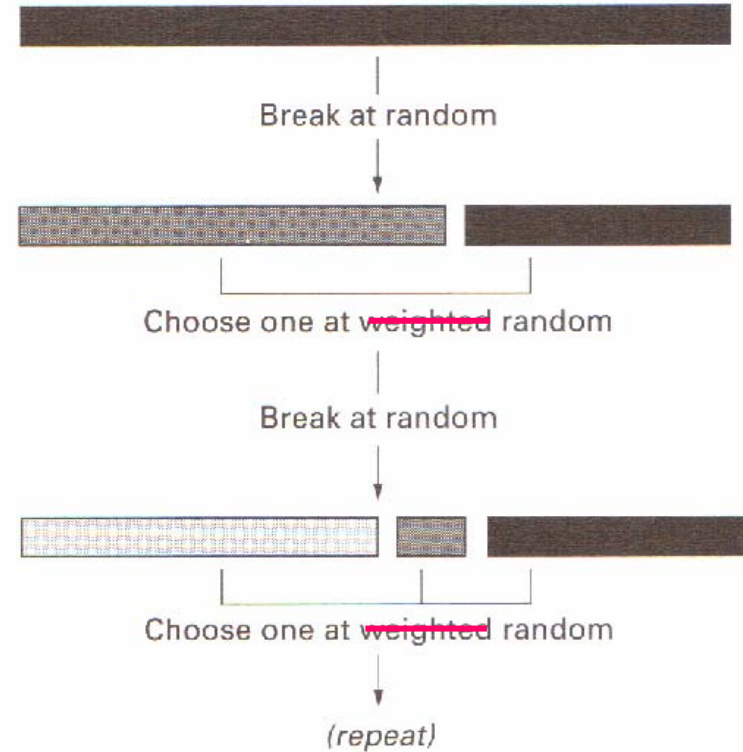 Break at random
Choose one at weighted random
Break at random
Choose one at weighted random
(repeat)